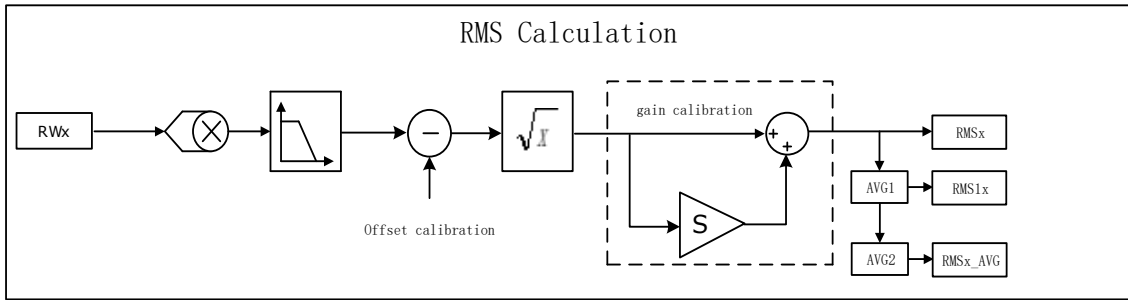 RMS Calculation
gain calibration
RWx
−
√X
+
+
RMSx
AVG1
RMS1x
S
Offset calibration
AVG2
RMSx_AVG